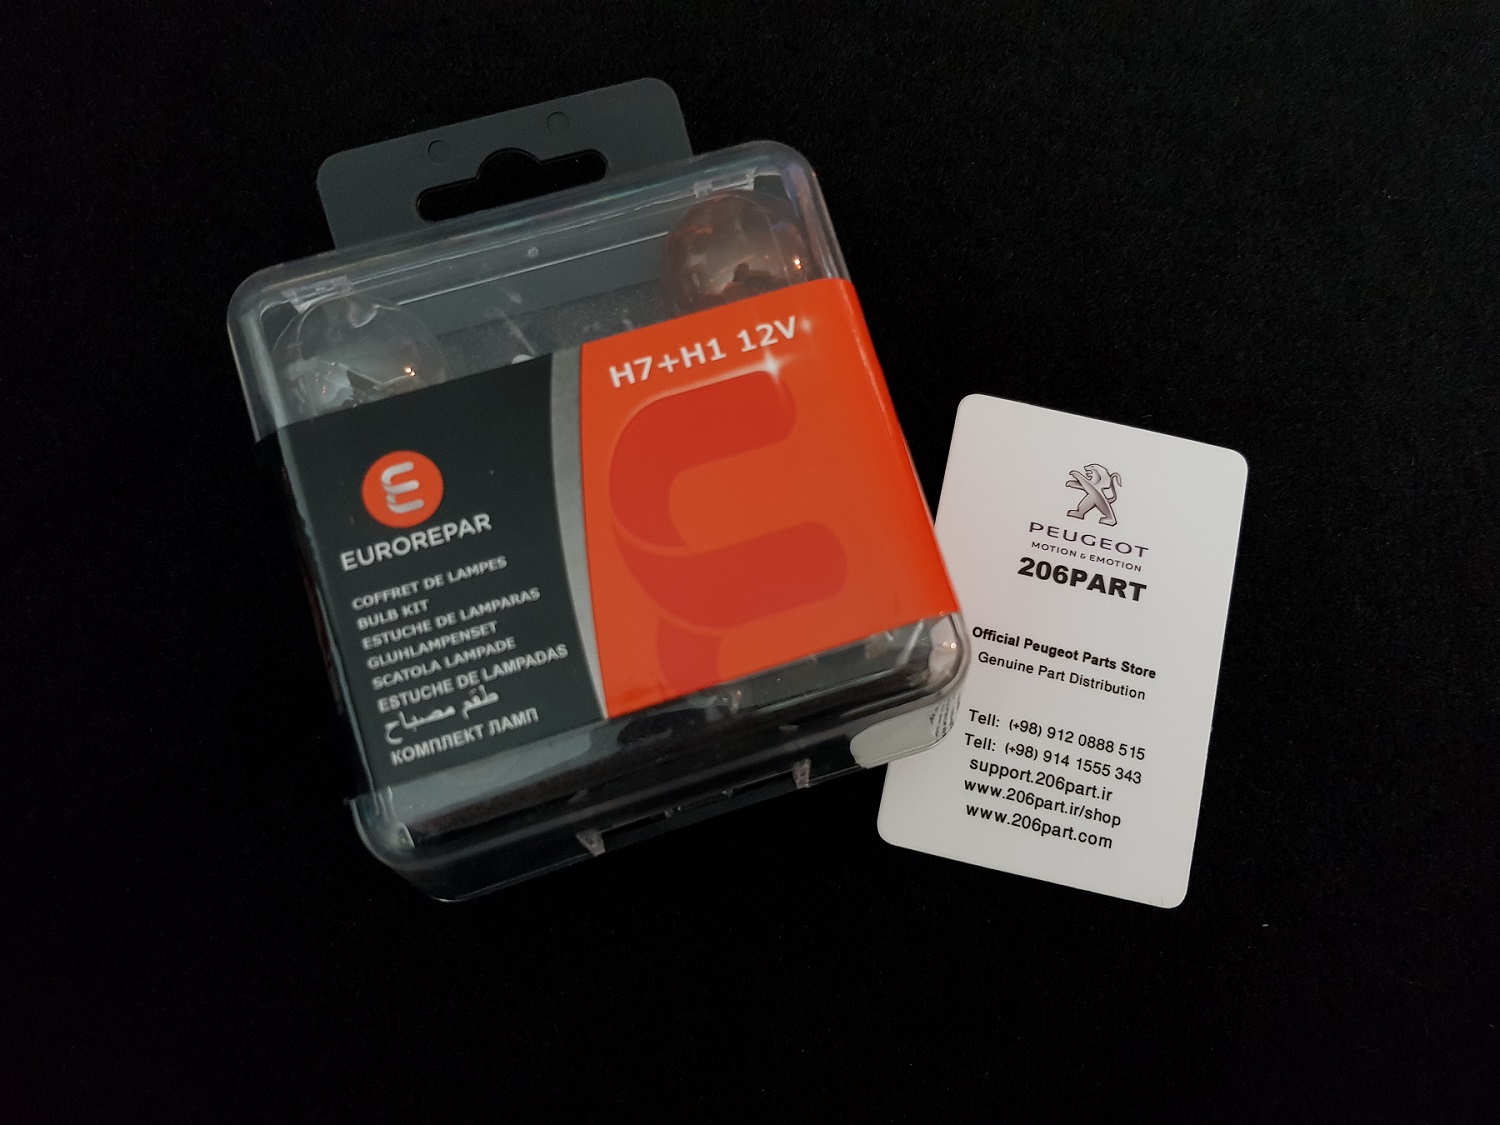 H7+H1 12V
EUROREPAR
COFFRET DE LAMPES
BULB KIT
ESTUCHE DE LAMPARAS
GLUHLAMPENSET
SCATOLA LAMPADE
ESTUCHE DE LAMPADAS
طقم مصباح
КОМПЛЕКТ ЛАМП
PEUGEOT
MOTION & EMOTION
206PART
Official Peugeot Parts Store
Genuine Part Distribution
Tell: (+98) 912 0888 515
Tell: (+98) 914 1555 343
support.206part.ir
www.206part.ir/shop
www.206part.com